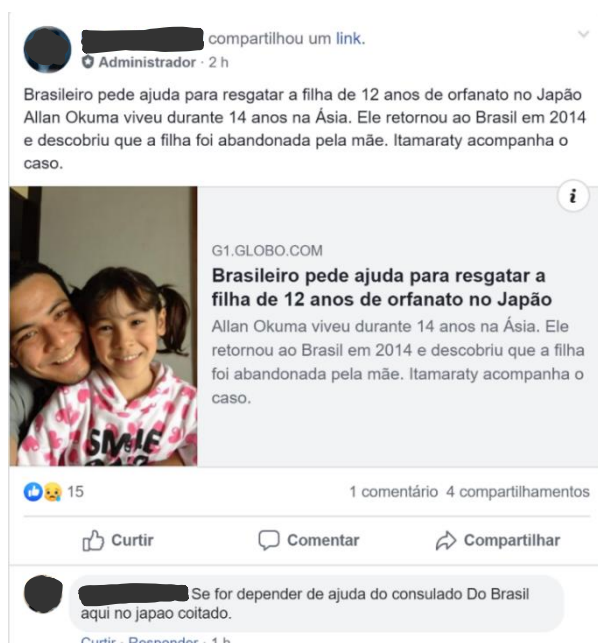 compartilhou um link.
Administrador · 2 h
Brasileiro pede ajuda para resgatar a filha de 12 anos de orfanato no Japão
Allan Okuma viveu durante 14 anos na Ásia. Ele retornou ao Brasil em 2014
e descobriu que a filha foi abandonada pela mãe. Itamaraty acompanha o
caso.
i
G1.GLOBO.COM
Brasileiro pede ajuda para resgatar a
filha de 12 anos de orfanato no Japão
Allan Okuma viveu durante 14 anos na Ásia. Ele
retornou ao Brasil em 2014 e descobriu que a filha
foi abandonada pela mãe. Itamaraty acompanha o
caso.
SMILE
15
1 comentário 4 compartilhamentos
Curtir Comentar Compartilhar
Se for depender de ajuda do consulado Do Brasil
aqui no japao coitado.
Curtir · Responder · 1 h